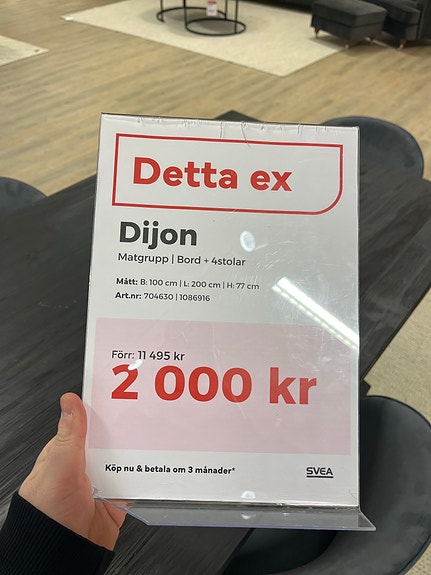 Detta ex
Dijon
Matgrupp | Bord + 4stolar
Mått: B: 100 cm | L: 200 cm | H: 77 cm
Art.nr: 704630 | 1086916
Förr: 11 495 kr
2 000 kr
Köp nu & betala om 3 månader*
SVEA